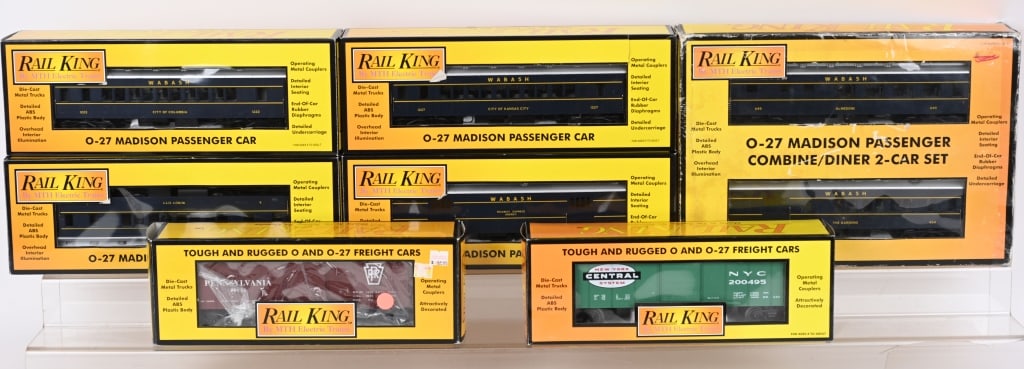 RAIL KING
By MTH Electric Trains
Operating
Metal Couplers
Detailed
Interior
Seating
End-Of-Car
Rubber
Diaphragms
Detailed
Undercarriage
Die-Cast
Metal Trucks
Detailed
ABS
Plastic Body
Overhead
Interior
Illumination
WABASH
CITY OF COLUMBIA
O-27 MADISON PASSENGER CAR
RAIL KING
Operating
Metal Couplers
Detailed
Interior
Seating
End-Of-Car
Rubber
Diaphragms
Detailed
Undercarriage
Die-Cast
Metal Trucks
Detailed
ABS
Plastic Body
Overhead
Interior
Illumination
WABASH
CITY OF KANSAS CITY
O-27 MADISON PASSENGER CAR
RAIL KING
By MTH Electric Trains
WABASH
Die-Cast
Metal Trucks
Detailed
ABS
Plastic Body
Overhead
Interior
Illumination
O-27 MADISON PASSENGER
COMBINE/DINER 2-CAR SET
Operating
Metal Couplers
Detailed
Interior
Seating
End-Of-Car
Rubber
Diaphragms
Detailed
Undercarriage
WABASH
RAIL KING
By MTH Electric Trains
Operating
Metal Couplers
Detailed
Interior
Seating
End-Of-Car
Rubber
Die-Cast
Metal Trucks
Detailed
ABS
Plastic Body
Overhead
Interior
Illumination
O-27 MADI
RAIL KING
By MTH Electric Trains
Operating
Metal Couplers
Detailed
Interior
Seating
End-Of-Car
Die-Cast
Metal Trucks
WABASH
TOUGH AND RUGGED O AND O-27 FREIGHT CARS
Die-Cast
Metal Trucks
Detailed
ABS
Plastic Body
PENNSYLVANIA
Operating
Metal
Couplers
Attractively
Decorated
RAIL KING
By MTH Electric Trains
TOUGH AND RUGGED O AND O-27 FREIGHT CARS
Die-Cast
Metal Trucks
Detailed
ABS
Plastic Body
NEW YORK
CENTRAL
SYSTEM
NYC
200495
Operating
Metal
Couplers
Attractively
Decorated
RAIL KING
By MTH Electric Trains